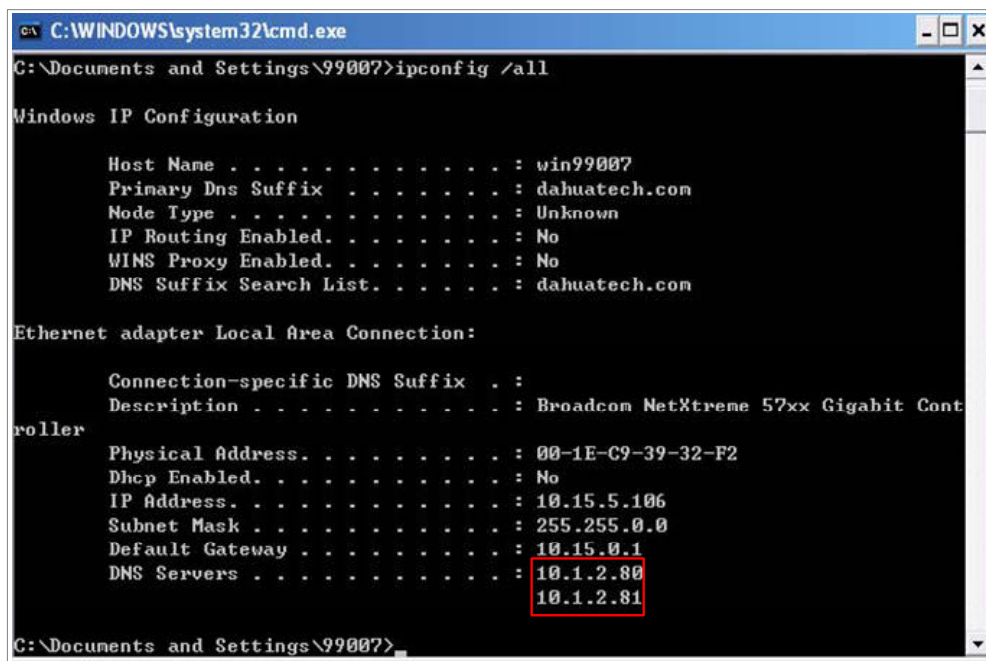 C:\WINDOWS\system32\cmd.exe
C:\Documents and Settings\99007>ipconfig /all
Windows IP Configuration
Host Name . . . . . . . . . . . . : win99007
Primary Dns Suffix  . . . . . . . : dahuatech.com
Node Type . . . . . . . . . . . . : Unknown
IP Routing Enabled. . . . . . . . : No
WINS Proxy Enabled. . . . . . . . : No
DNS Suffix Search List. . . . . . : dahuatech.com
Ethernet adapter Local Area Connection:
Connection-specific DNS Suffix  . :
Description . . . . . . . . . . . : Broadcom NetXtreme 57xx Gigabit Cont
roller
Physical Address. . . . . . . . . : 00-1E-C9-39-32-F2
Dhcp Enabled. . . . . . . . . . . : No
IP Address. . . . . . . . . . . . : 10.15.5.106
Subnet Mask . . . . . . . . . . . : 255.255.0.0
Default Gateway . . . . . . . . . : 10.15.0.1
DNS Servers . . . . . . . . . . . : 10.1.2.80
10.1.2.81
C:\Documents and Settings\99007>_